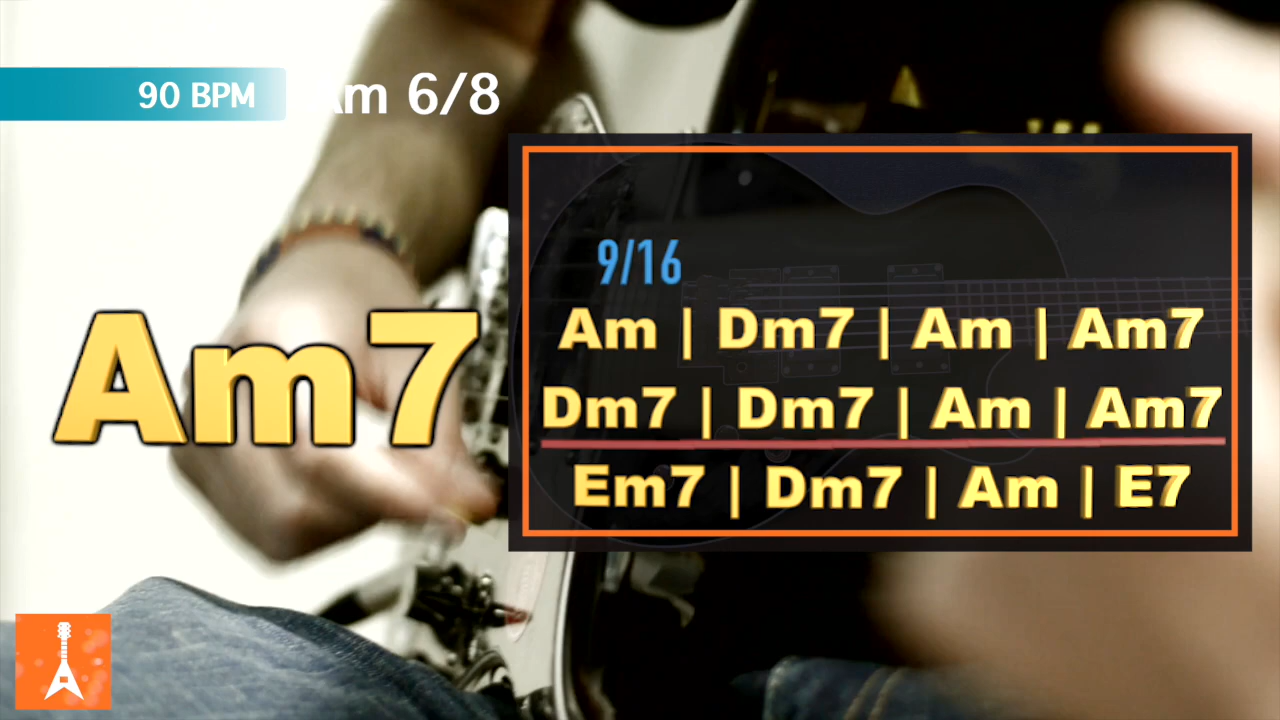 90 BPM
Am 6/8
9/16
Am | Dm7 | Am | Am7
Am7
Dm7 | Dm7 | Am | Am7
Em7 | Dm7 | Am | E7